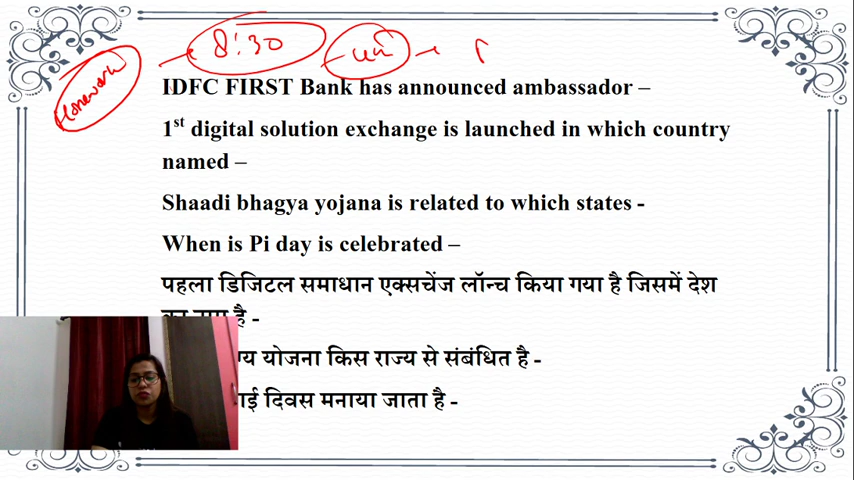 8:30
Homework
IDFC FIRST Bank has announced ambassador –
1st digital solution exchange is launched in which country
named –
Shaadi bhagya yojana is related to which states -
When is Pi day is celebrated –
पहला डिजिटल समाधान एक्सचेंज लॉन्च किया गया है जिसमें देश
है -
योजना किस राज्य से संबंधित है -
दिवस मनाया जाता है -